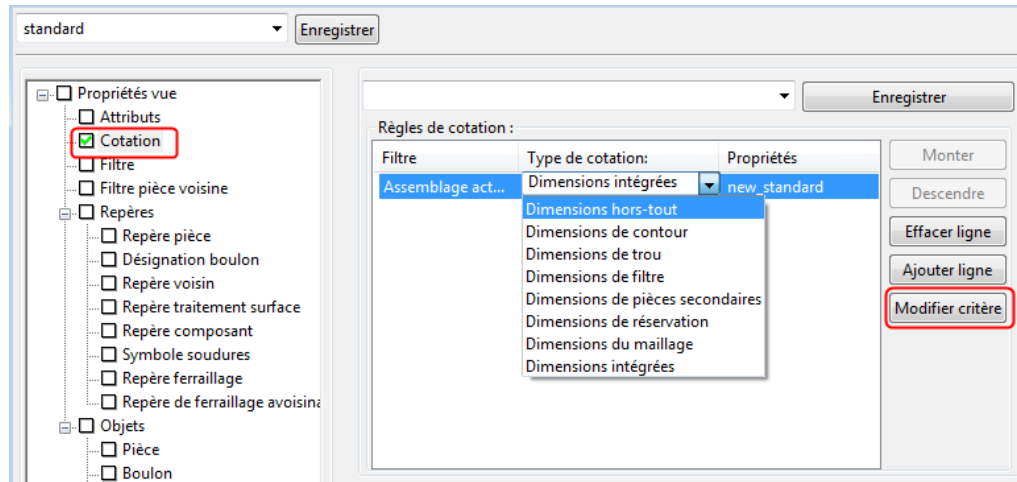 standard
Enregistrer
Propriétés vue
Attributs
Cotation
Filtre
Filtre pièce voisine
Repères
Repère pièce
Désignation boulon
Repère voisin
Repère traitement surface
Repère composant
Symbole soudures
Repère ferraillage
Repère de ferraillage avoisina
Objets
Pièce
Boulon
Enregistrer
Règles de cotation :
Filtre Type de cotation: Propriétés
Assemblage act... Dimensions intégrées new_standard
Dimensions hors-tout
Dimensions de contour
Dimensions de trou
Dimensions de filtre
Dimensions de pièces secondaires
Dimensions de réservation
Dimensions du maillage
Dimensions intégrées
Monter
Descendre
Effacer ligne
Ajouter ligne
Modifier critère